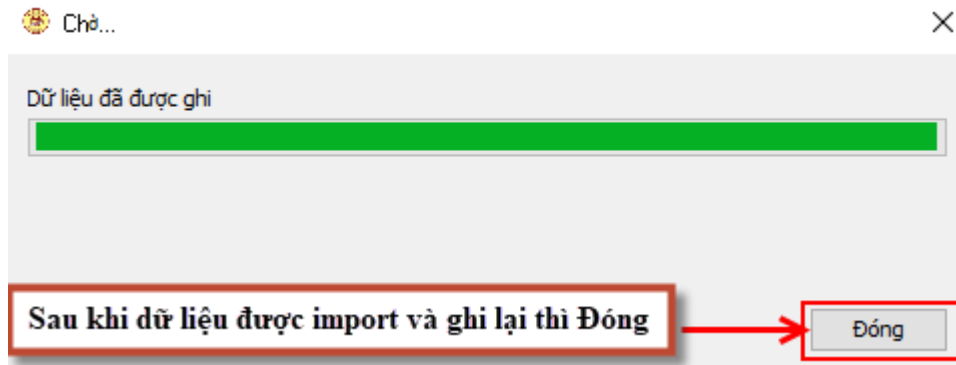 Chờ...
Dữ liệu đã được ghi
Sau khi dữ liệu được import và ghi lại thì Đóng
Đóng